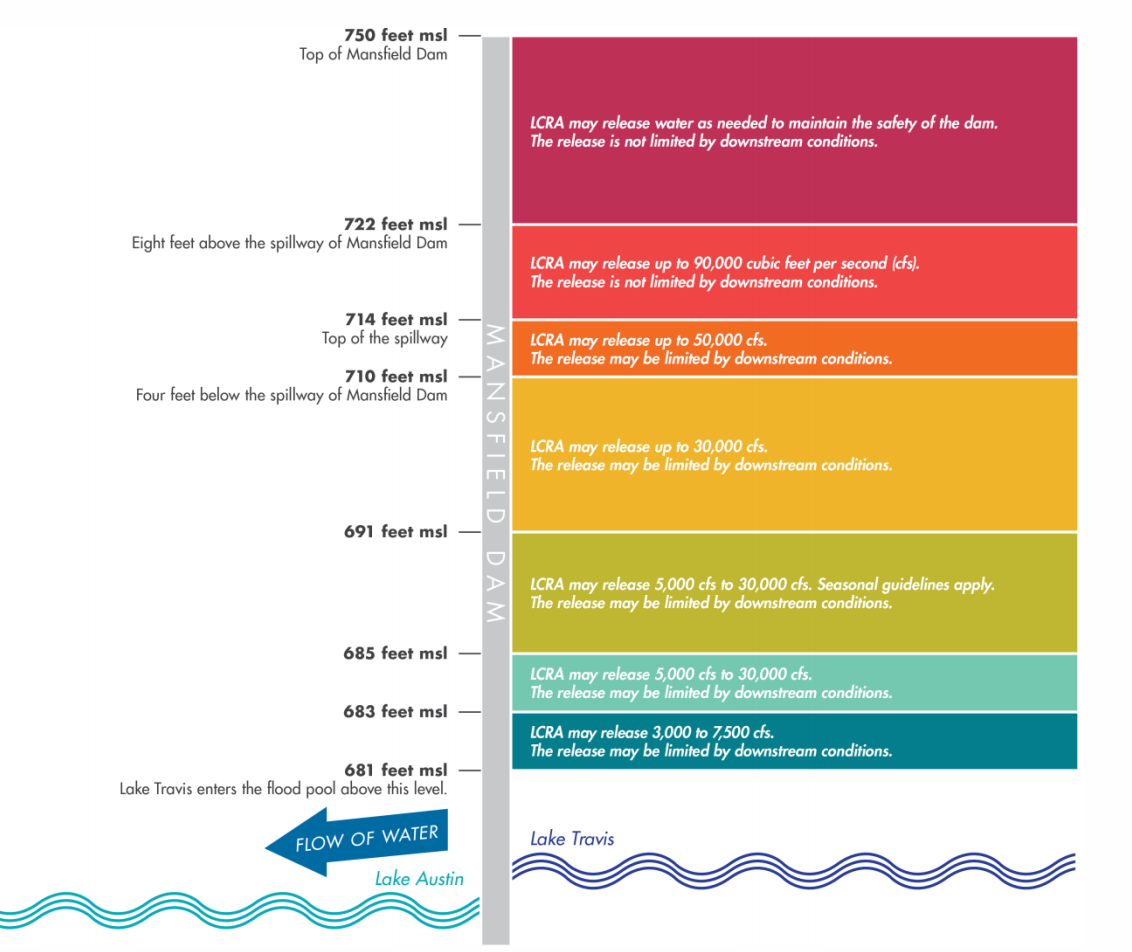 750 feet msl
Top of Mansfield Dam
LCRA may release water as needed to maintain the safety of the dam.
The release is not limited by downstream conditions.
722 feet msl
Eight feet above the spillway of Mansfield Dam
LCRA may release up to 90,000 cubic feet per second (cfs).
The release is not limited by downstream conditions.
714 feet msl
Top of the spillway
LCRA may release up to 50,000 cfs.
The release may be limited by downstream conditions.
710 feet msl
Four feet below the spillway of Mansfield Dam
LCRA may release up to 30,000 cfs.
The release may be limited by downstream conditions.
MANSFIELD DAM
691 feet msl
LCRA may release 5,000 cfs to 30,000 cfs. Seasonal guidelines apply.
The release may be limited by downstream conditions.
685 feet msl
LCRA may release 5,000 cfs to 30,000 cfs.
The release may be limited by downstream conditions.
683 feet msl
LCRA may release 3,000 to 7,500 cfs.
The release may be limited by downstream conditions.
681 feet msl
Lake Travis enters the flood pool above this level.
FLOW OF WATER
Lake Travis
Lake Austin